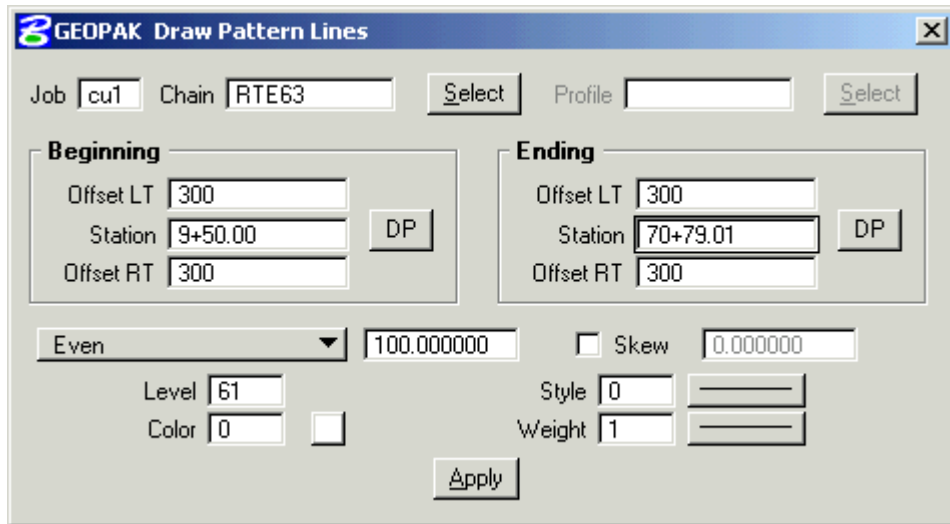 GEOPAK Draw Pattern Lines
Job cu1 Chain RTE63 Select Profile Select
Beginning
Offset LT 300
Station 9+50.00 DP
Offset RT 300
Ending
Offset LT 300
Station 70+79.01 DP
Offset RT 300
Even 100.000000 Skew 0.000000
Level 61 Style 0
Color 0 Weight 1
Apply